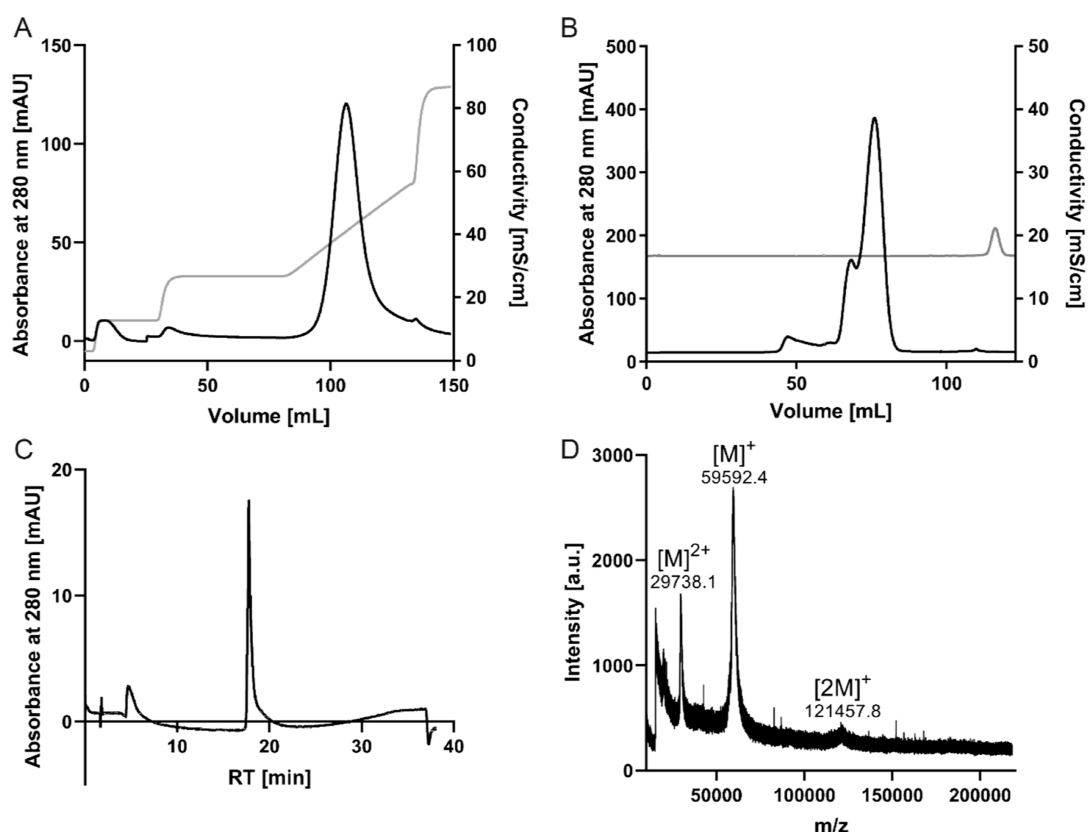 A
Absorbance at 280 nm [mAU]
150
100
50
0
0
50
100
150
Volume [mL]
100
80
60
40
20
0
Conductivity [mS/cm]
B
Absorbance at 280 nm [mAU]
500
400
300
200
100
0
0
50
100
Volume [mL]
50
40
30
20
10
0
Conductivity [mS/cm]
C
Absorbance at 280 nm [mAU]
20
10
0
10
20
30
40
RT [min]
D
Intensity [a.u.]
3000
2000
1000
0
[M]⁺
59592.4
[M]²⁺
29738.1
[2M]⁺
121457.8
50000
100000
150000
200000
m/z